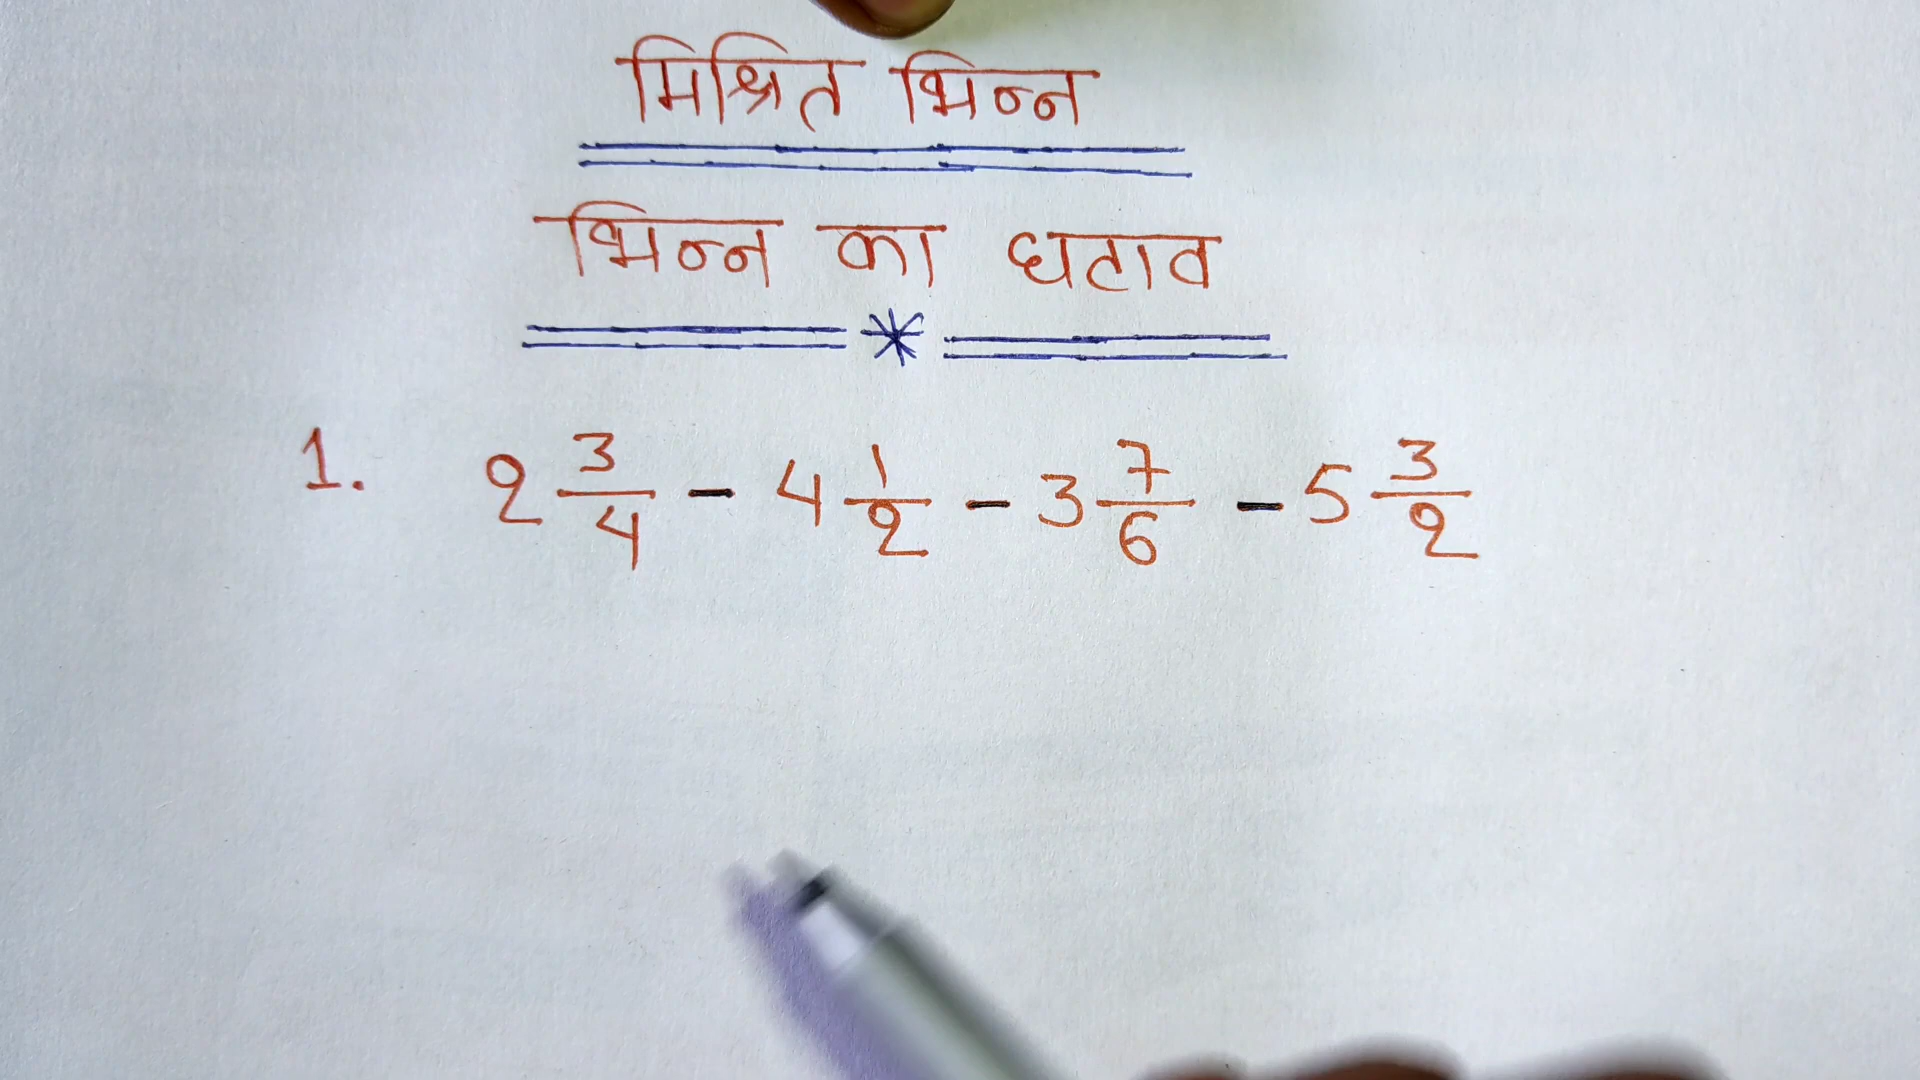 मिश्रित भिन्न
भिन्न का घटाव
1. 2 3/4 - 4 1/2 - 3 7/6 - 5 3/2